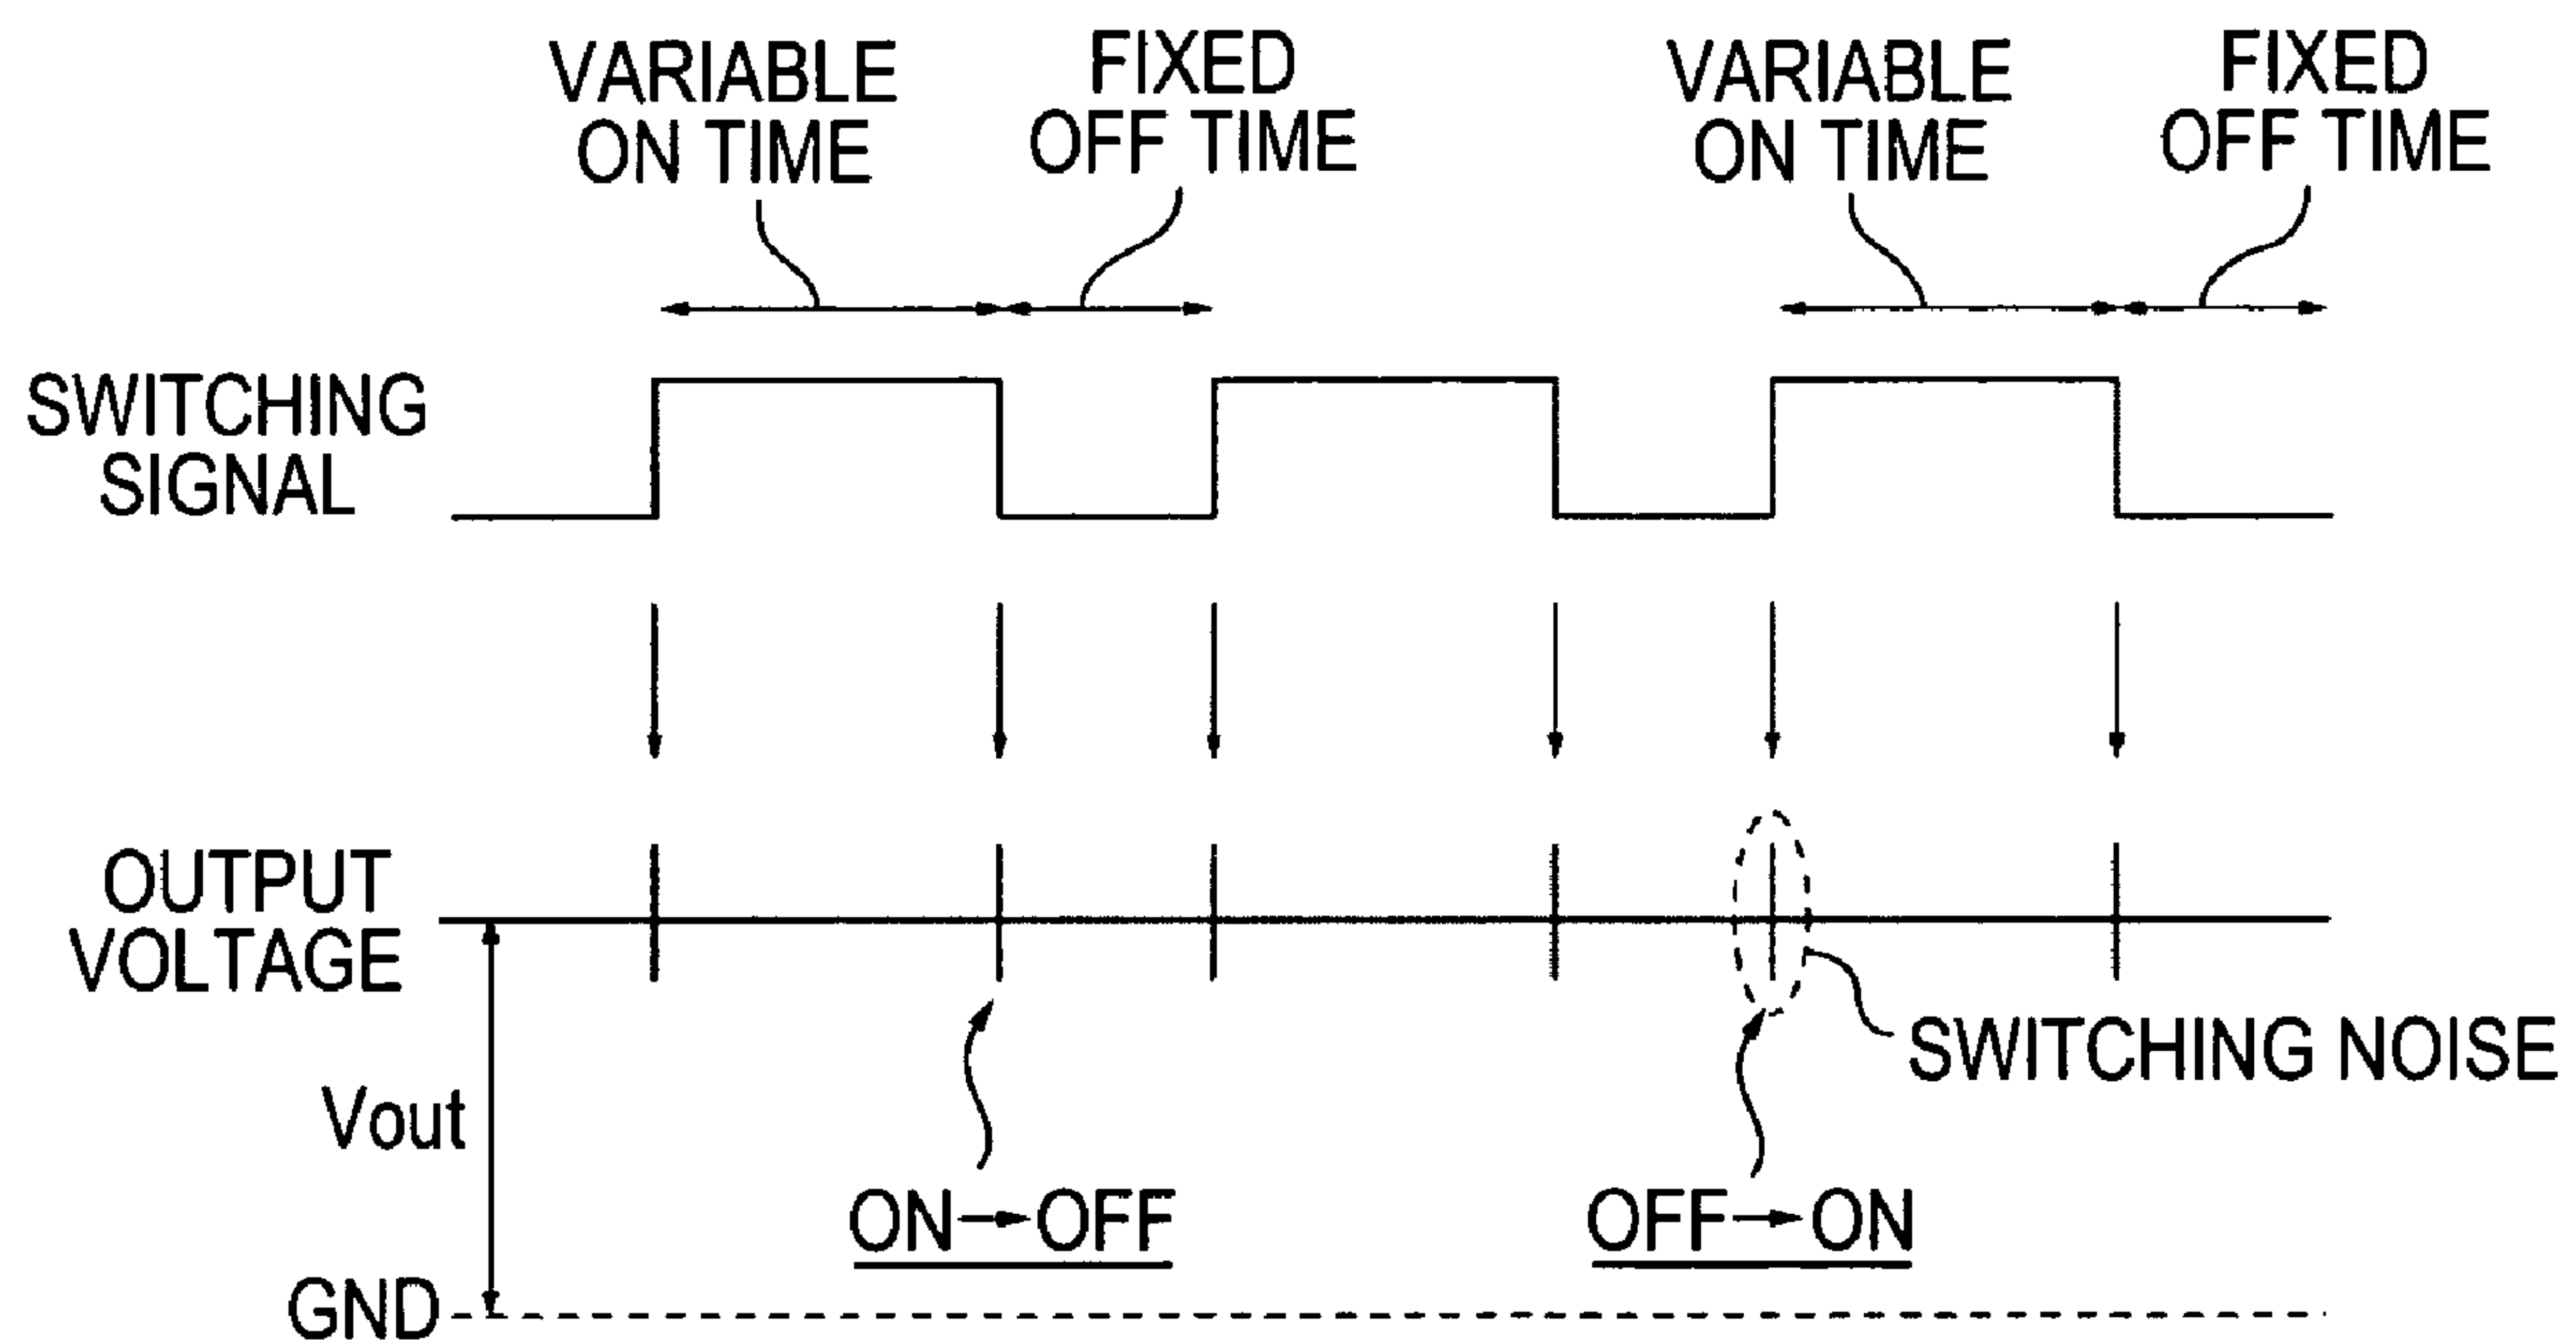 VARIABLE
ON TIME
FIXED
OFF TIME
VARIABLE
ON TIME
FIXED
OFF TIME
SWITCHING
SIGNAL
OUTPUT
VOLTAGE
SWITCHING NOISE
Vout
ON→OFF
OFF→ON
GND